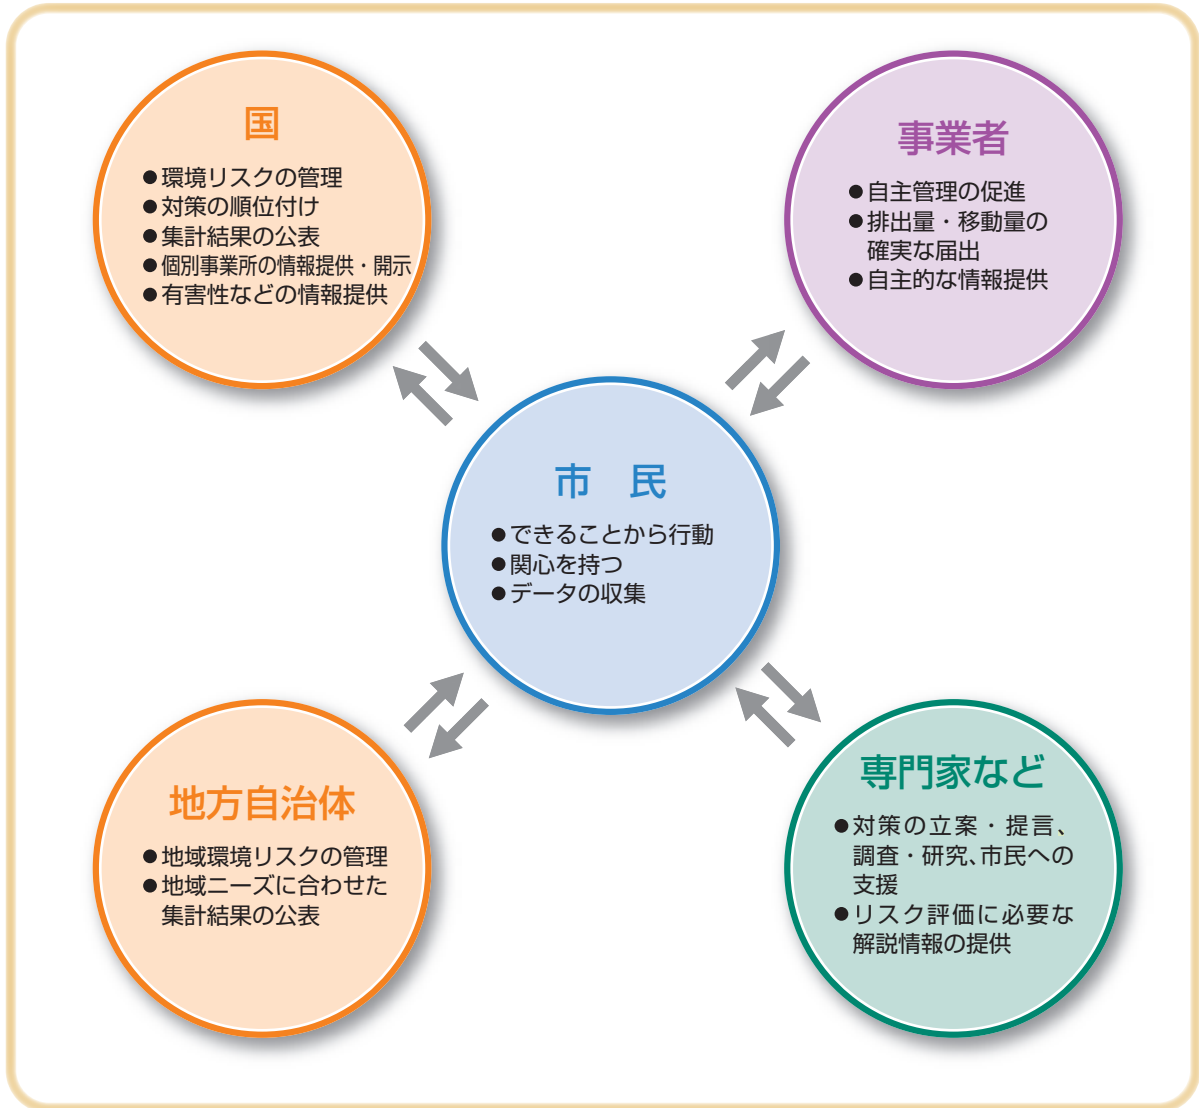 国
●環境リスクの管理
●対策の順位付け
●集計結果の公表
●個別事業所の情報提供・開示
●有害性などの情報提供
事業者
●自主管理の促進
●排出量・移動量の
確実な届出
●自主的な情報提供
市　民
●できることから行動
●関心を持つ
●データの収集
地方自治体
●地域環境リスクの管理
●地域ニーズに合わせた
集計結果の公表
専門家など
●対策の立案・提言、
調査・研究、市民への
支援
●リスク評価に必要な
解説情報の提供